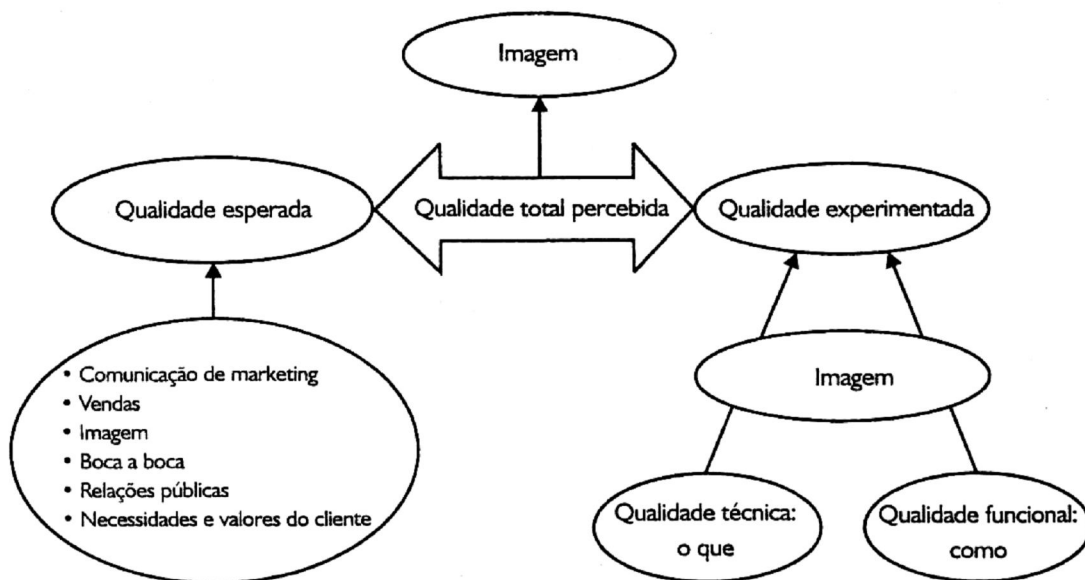 Imagem
Qualidade esperada
Qualidade total percebida
Qualidade experimentada
• Comunicação de marketing
• Vendas
• Imagem
• Boca a boca
• Relações públicas
• Necessidades e valores do cliente
Imagem
Qualidade técnica:
o que
Qualidade funcional:
como